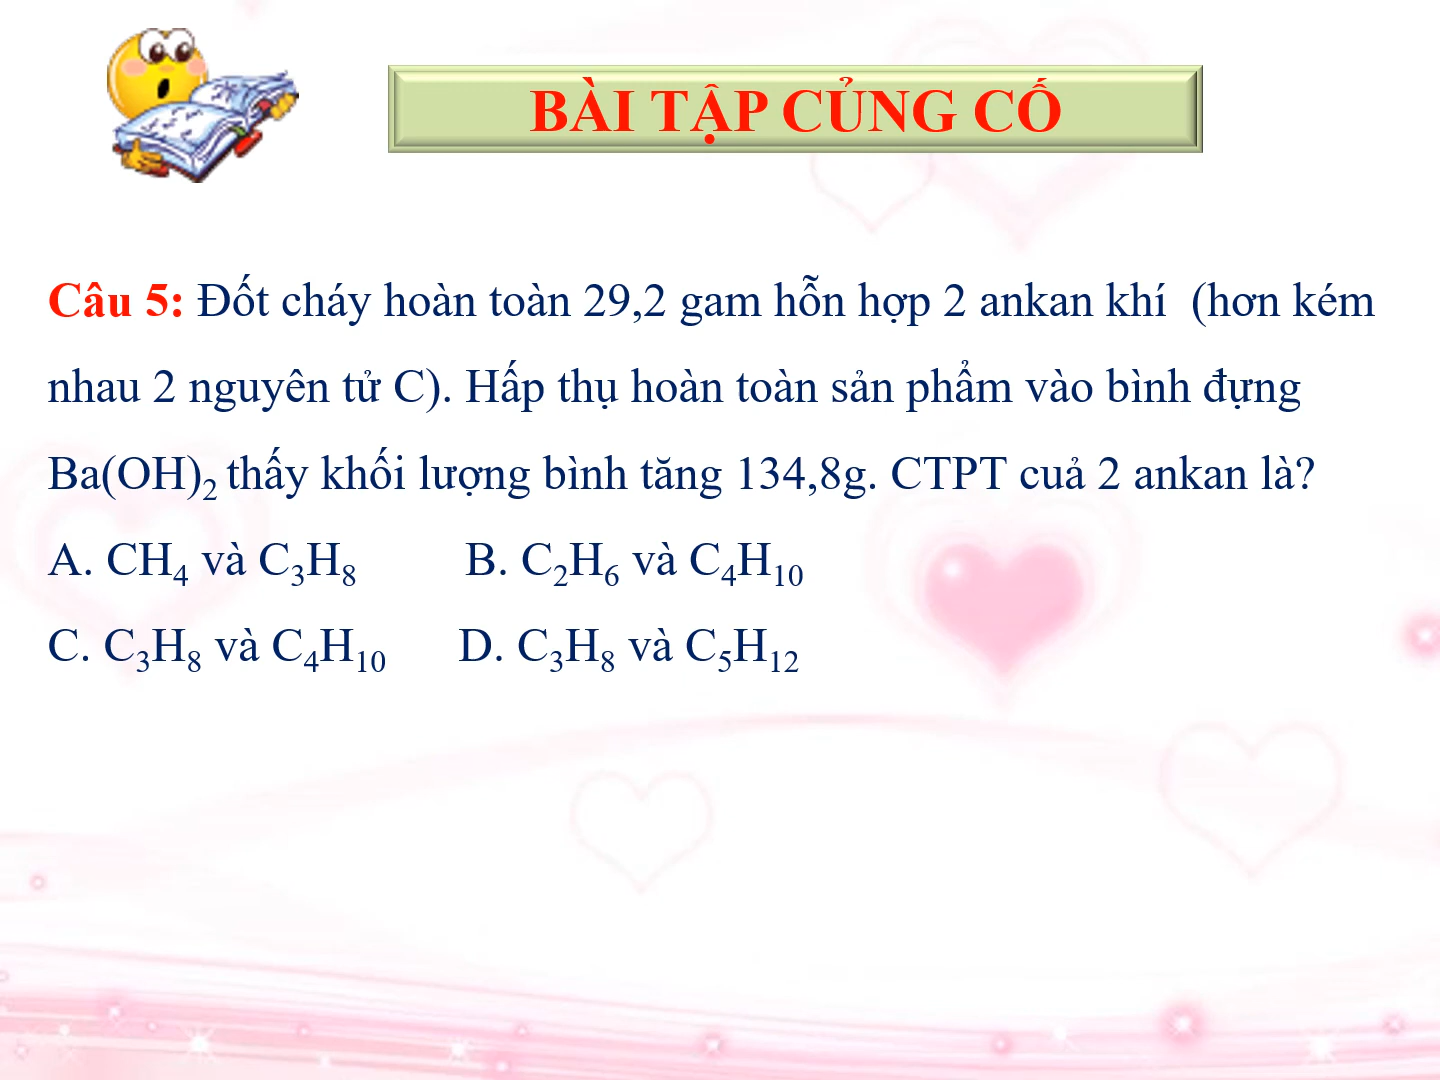 BÀI TẬP CỦNG CỐ
Câu 5: Đốt cháy hoàn toàn 29,2 gam hỗn hợp 2 ankan khí (hơn kém
nhau 2 nguyên tử C). Hấp thụ hoàn toàn sản phẩm vào bình đựng
Ba(OH)₂ thấy khối lượng bình tăng 134,8g. CTPT cuả 2 ankan là?
A. CH₄ và C₃H₈ B. C₂H₆ và C₄H₁₀
C. C₃H₈ và C₄H₁₀ D. C₃H₈ và C₅H₁₂